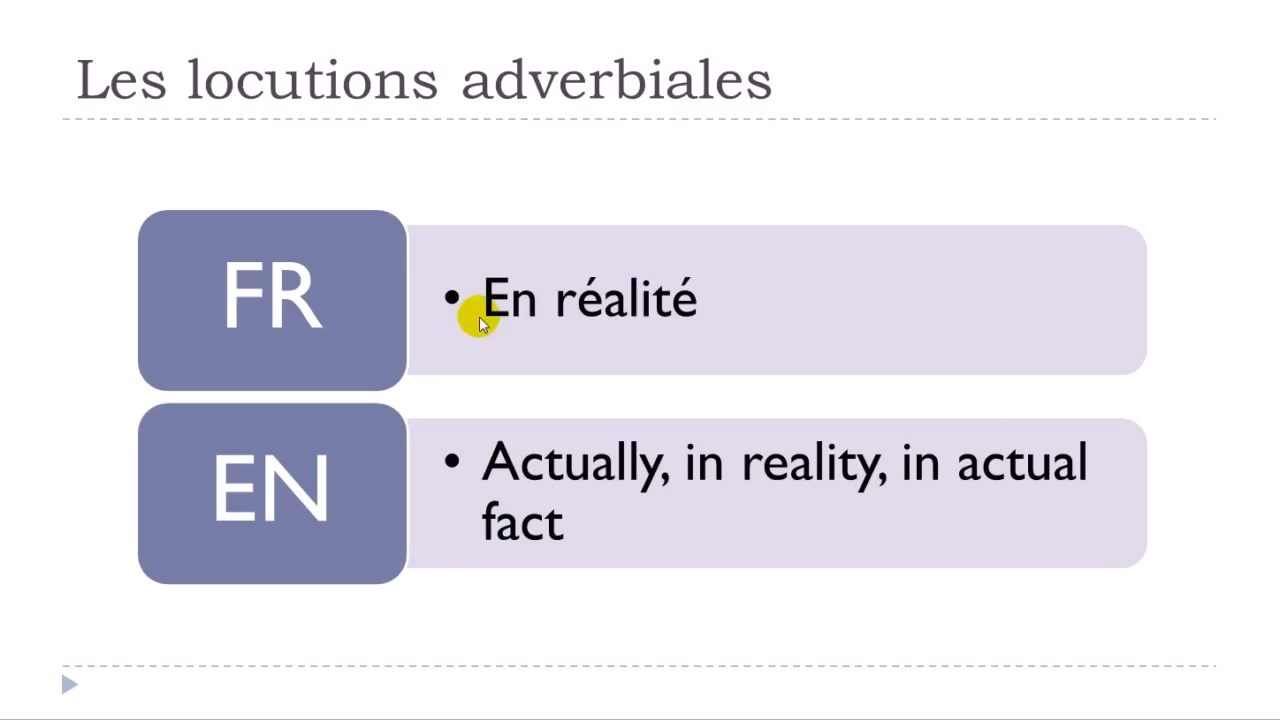 Les locutions adverbiales
FR
• En réalité
EN
• Actually, in reality, in actual
fact